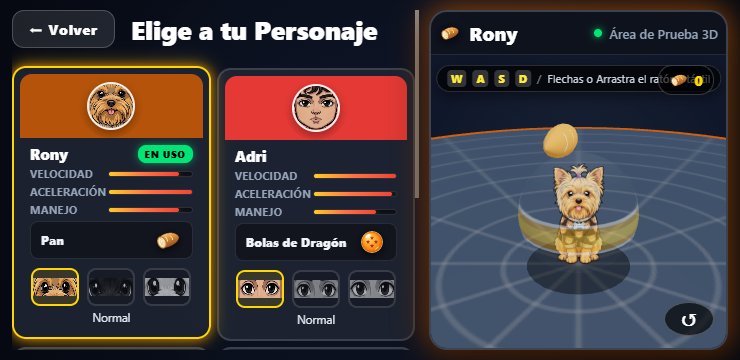 ← Volver
Elige a tu Personaje
Rony
EN USO
VELOCIDAD
ACELERACIÓN
MANEJO
Pan
Normal
Adri
VELOCIDAD
ACELERACIÓN
MANEJO
Bolas de Dragón
Normal
Rony
Área de Prueba 3D
W A S D / Flechas o Arrastra el
0